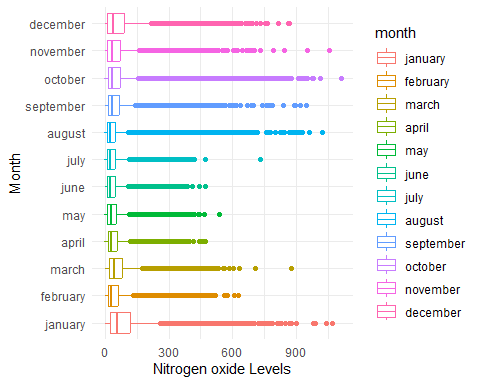 december
november
october
september
august
july
june
may
april
march
february
january
Month
0 300 600 900
Nitrogen oxide Levels
month
january
february
march
april
may
june
july
august
september
october
november
december